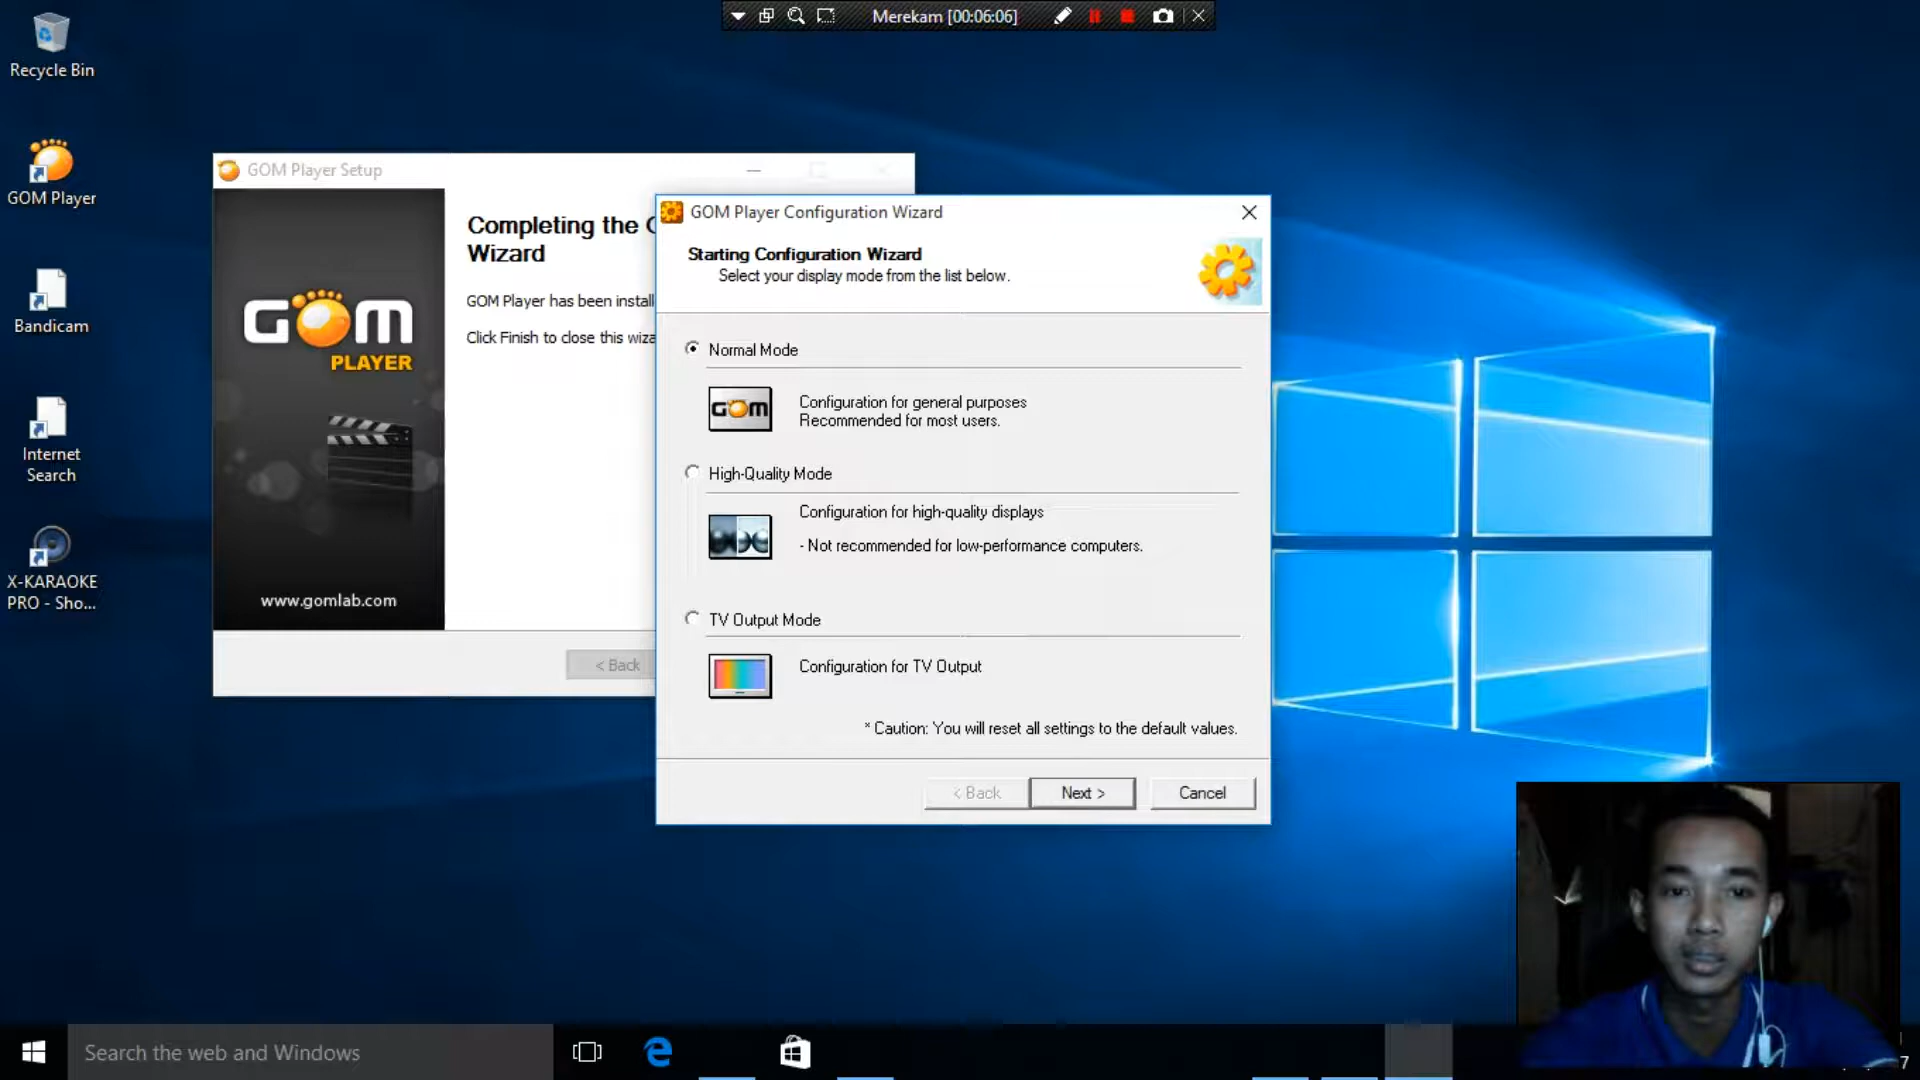 Merekam [00:06:06]
Recycle Bin
GOM Player
Bandicam
Internet
Search
X-KARAOKE
PRO - Sho...
GOM Player Setup
GOM
PLAYER
www.gomlab.com
Completing the
Wizard
GOM Player has been install
Click Finish to close this wiza
< Back
GOM Player Configuration Wizard
Starting Configuration Wizard
Select your display mode from the list below.
Normal Mode
GOM
Configuration for general purposes
Recommended for most users.
High-Quality Mode
Configuration for high-quality displays
- Not recommended for low-performance computers.
TV Output Mode
Configuration for TV Output
* Caution: You will reset all settings to the default values.
< Back
Next >
Cancel
Search the web and Windows
7